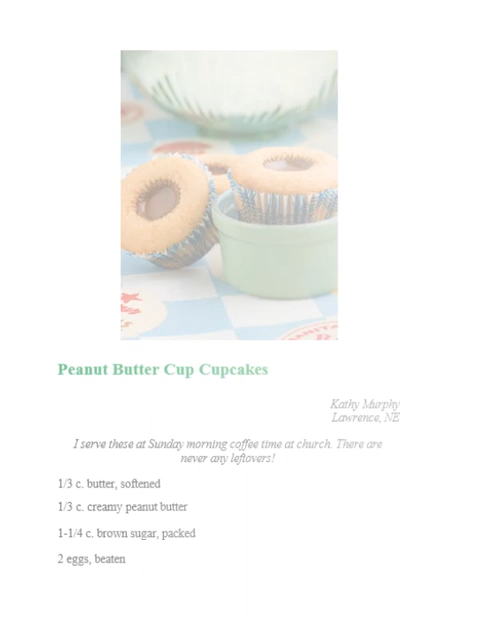 Peanut Butter Cup Cupcakes
Kathy Murphy
Lawrence, NE
I serve these at Sunday morning coffee time at church. There are
never any leftovers!
1/3 c. butter, softened
1/3 c. creamy peanut butter
1-1/4 c. brown sugar, packed
2 eggs, beaten